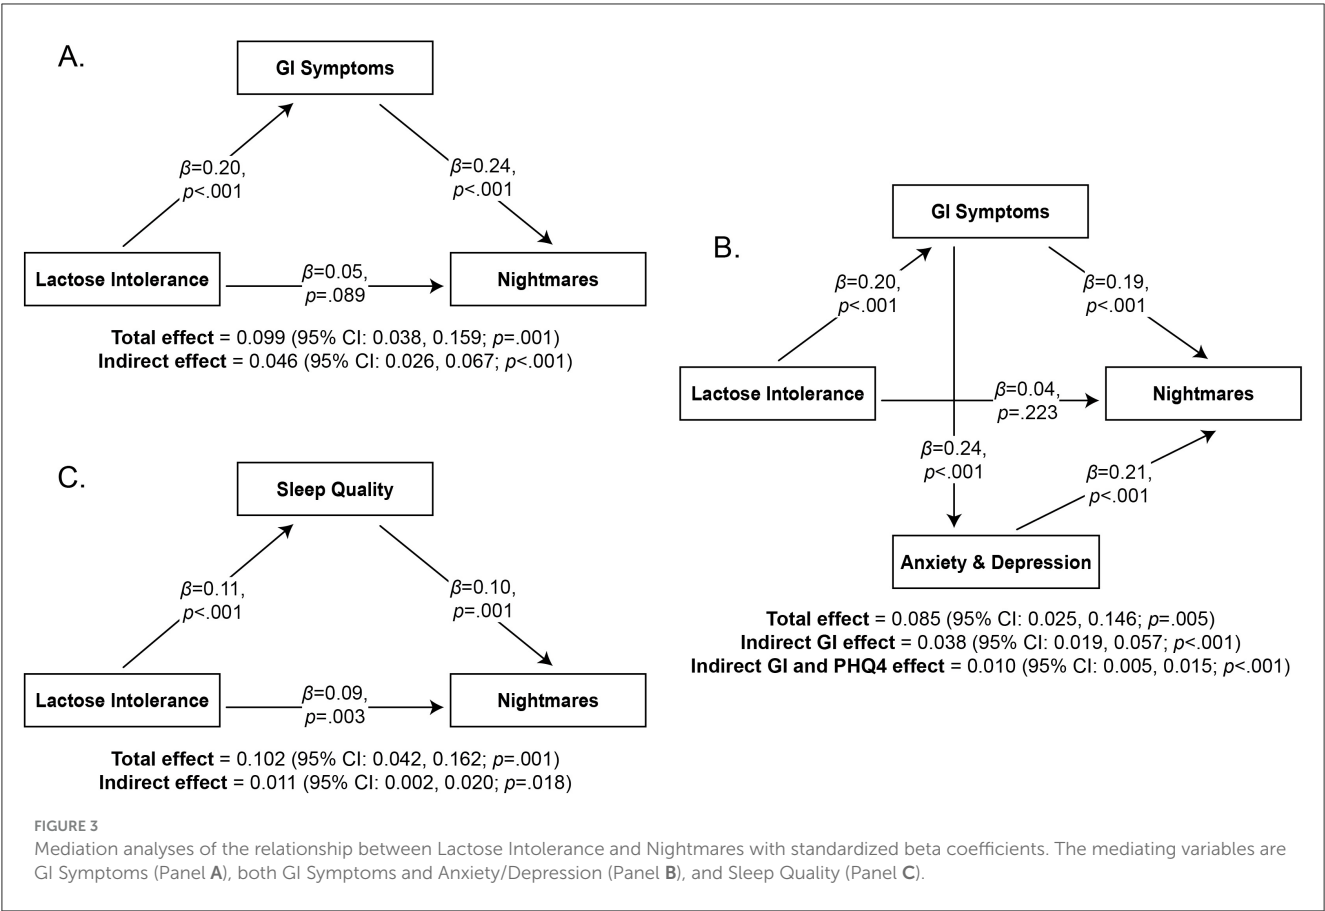 A.
GI Symptoms
β=0.20,
p<.001
β=0.24,
p<.001
Lactose Intolerance
β=0.05,
p=.089
Nightmares
Total effect = 0.099 (95% CI: 0.038, 0.159; p=.001)
Indirect effect = 0.046 (95% CI: 0.026, 0.067; p<.001)
B.
GI Symptoms
β=0.20,
p<.001
β=0.19,
p<.001
Lactose Intolerance
β=0.04,
p=.223
Nightmares
β=0.24,
p<.001
β=0.21,
p<.001
Anxiety & Depression
Total effect = 0.085 (95% CI: 0.025, 0.146; p=.005)
Indirect GI effect = 0.038 (95% CI: 0.019, 0.057; p<.001)
Indirect GI and PHQ4 effect = 0.010 (95% CI: 0.005, 0.015; p<.001)
C.
Sleep Quality
β=0.11,
p<.001
β=0.10,
p=.001
Lactose Intolerance
β=0.09,
p=.003
Nightmares
Total effect = 0.102 (95% CI: 0.042, 0.162; p=.001)
Indirect effect = 0.011 (95% CI: 0.002, 0.020; p=.018)
FIGURE 3
Mediation analyses of the relationship between Lactose Intolerance and Nightmares with standardized beta coefficients. The mediating variables are
GI Symptoms (Panel A), both GI Symptoms and Anxiety/Depression (Panel B), and Sleep Quality (Panel C).